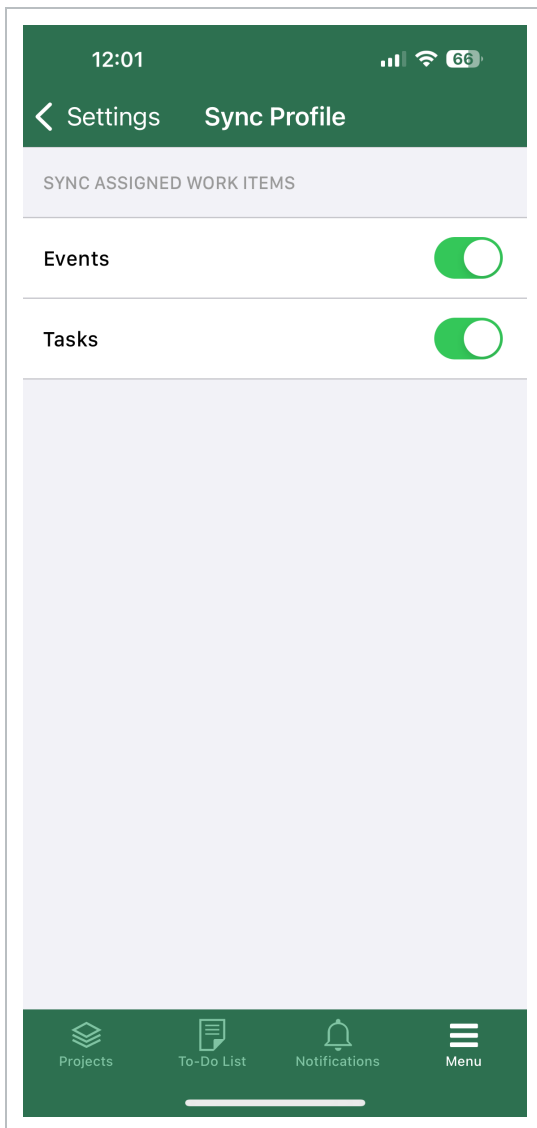 12:01 66
Settings Sync Profile
SYNC ASSIGNED WORK ITEMS
Events
Tasks
Projects To-Do List Notifications Menu